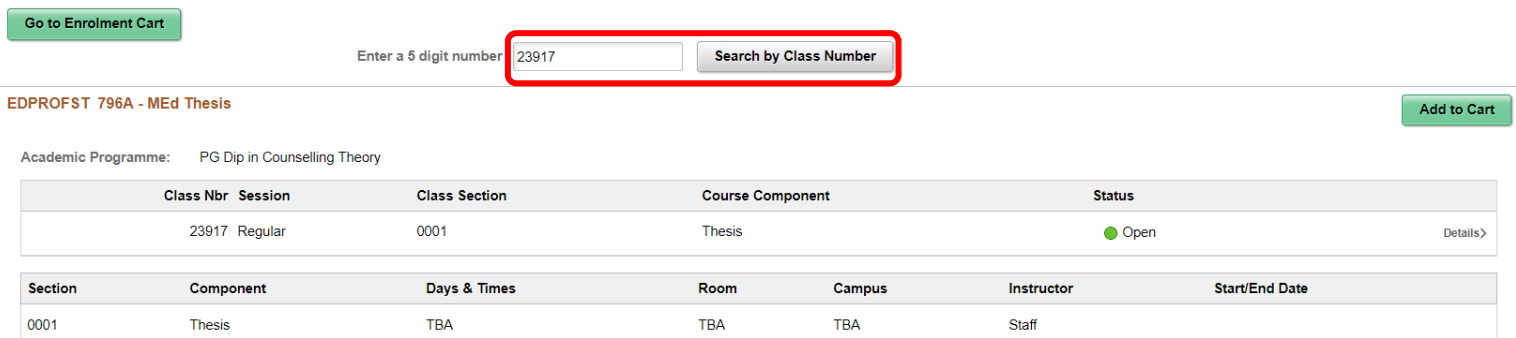 Go to Enrolment Cart
Enter a 5 digit number 23917 Search by Class Number
EDPROFST 796A - MEd Thesis Add to Cart
Academic Programme: PG Dip in Counselling Theory
Class Nbr Session Class Section Course Component Status
23917 Regular 0001 Thesis Open Details>
Section Component Days & Times Room Campus Instructor Start/End Date
0001 Thesis TBA TBA TBA Staff